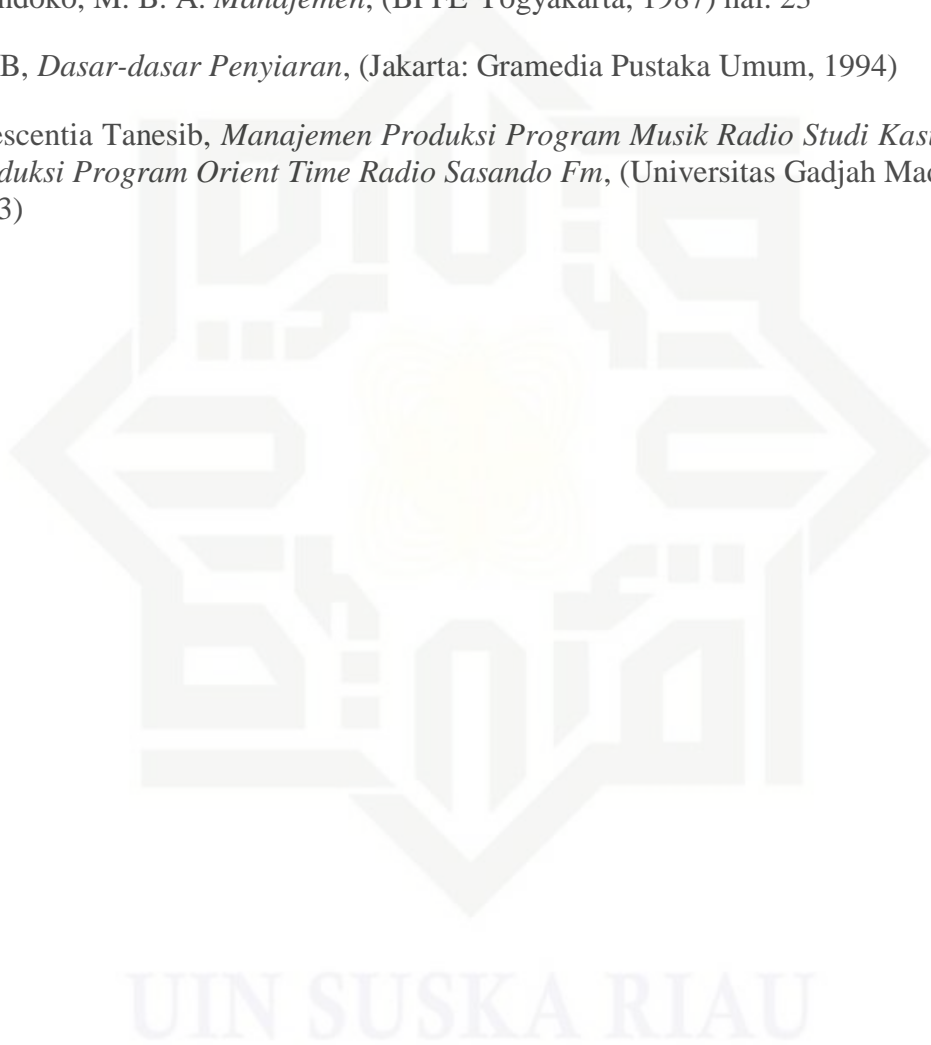 ndoko, M. B. A. Manajemen, (BPFE Yogyakarta, 1987) hal. 23
B, Dasar-dasar Penyiaran, (Jakarta: Gramedia Pustaka Umum, 1994)
escentia Tanesib, Manajemen Produksi Program Musik Radio Studi Kasu
duksi Program Orient Time Radio Sasando Fm, (Universitas Gadjah Mad
3)
UIN SUSKA RIAU